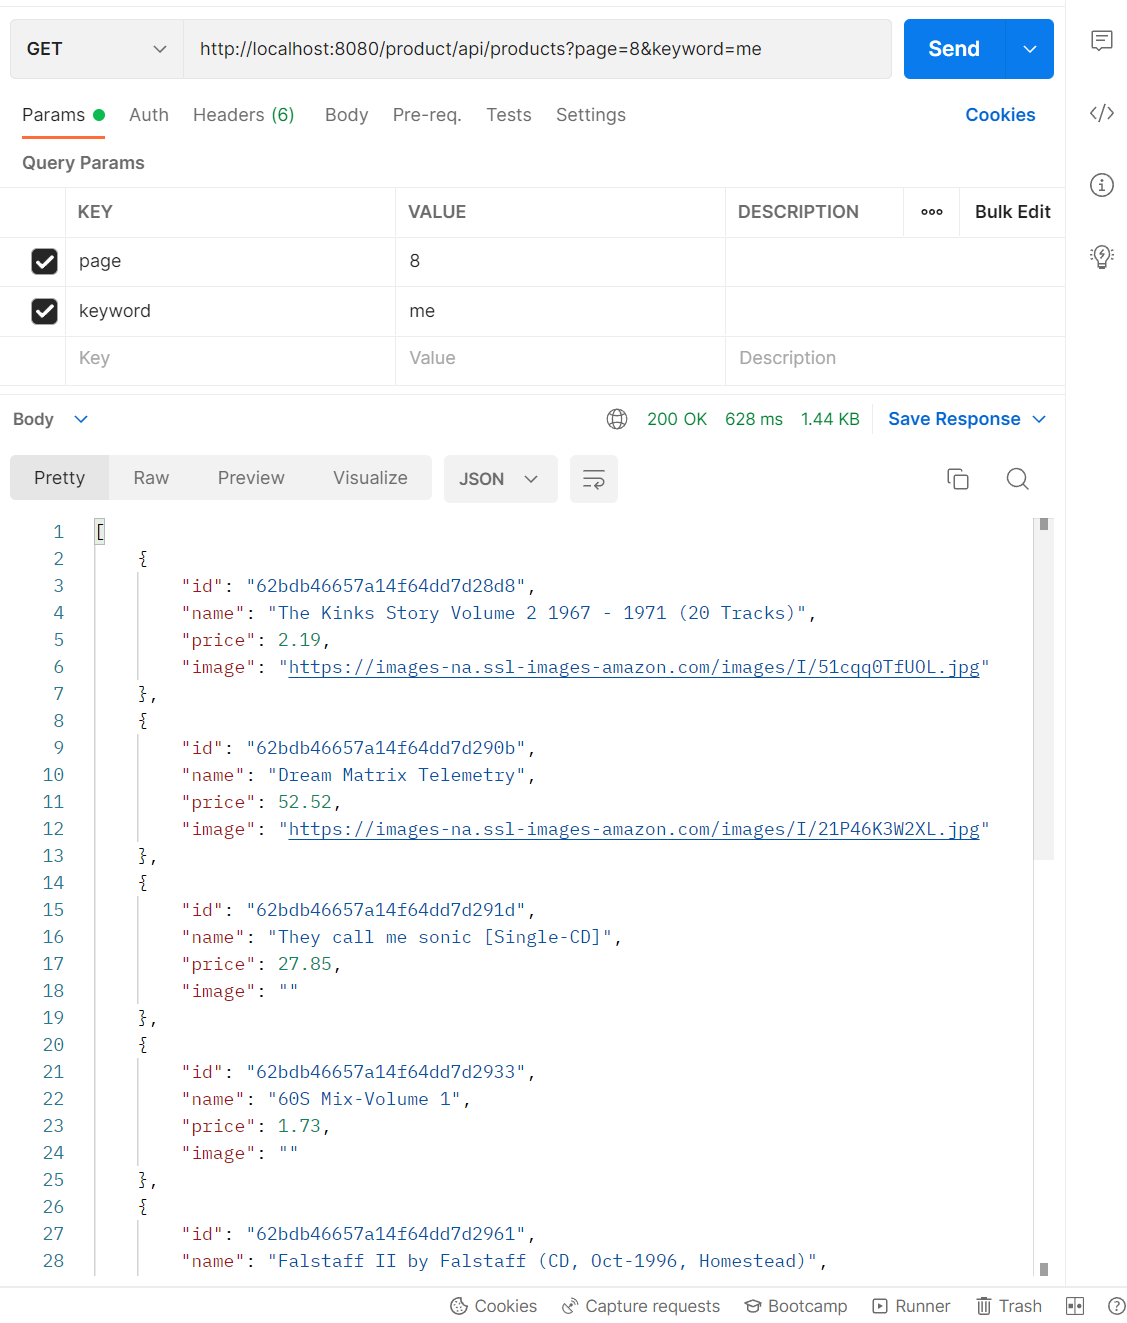 GET http://localhost:8080/product/api/products?page=8&keyword=me Send
Params Auth Headers (6) Body Pre-req. Tests Settings Cookies
Query Params
KEY VALUE DESCRIPTION ooo Bulk Edit
page 8
keyword me
Key Value Description
Body 200 OK 628 ms 1.44 KB Save Response
Pretty Raw Preview Visualize JSON
1 [
2 {
3 "id": "62bdb46657a14f64dd7d28d8",
4 "name": "The Kinks Story Volume 2 1967 - 1971 (20 Tracks)",
5 "price": 2.19,
6 "image": "https://images-na.ssl-images-amazon.com/images/I/51cqq0TfUOL.jpg"
7 },
8 {
9 "id": "62bdb46657a14f64dd7d290b",
10 "name": "Dream Matrix Telemetry",
11 "price": 52.52,
12 "image": "https://images-na.ssl-images-amazon.com/images/I/21P46K3W2XL.jpg"
13 },
14 {
15 "id": "62bdb46657a14f64dd7d291d",
16 "name": "They call me sonic [Single-CD]",
17 "price": 27.85,
18 "image": ""
19 },
20 {
21 "id": "62bdb46657a14f64dd7d2933",
22 "name": "60S Mix-Volume 1",
23 "price": 1.73,
24 "image": ""
25 },
26 {
27 "id": "62bdb46657a14f64dd7d2961",
28 "name": "Falstaff II by Falstaff (CD, Oct-1996, Homestead)",
Cookies Capture requests Bootcamp Runner Trash